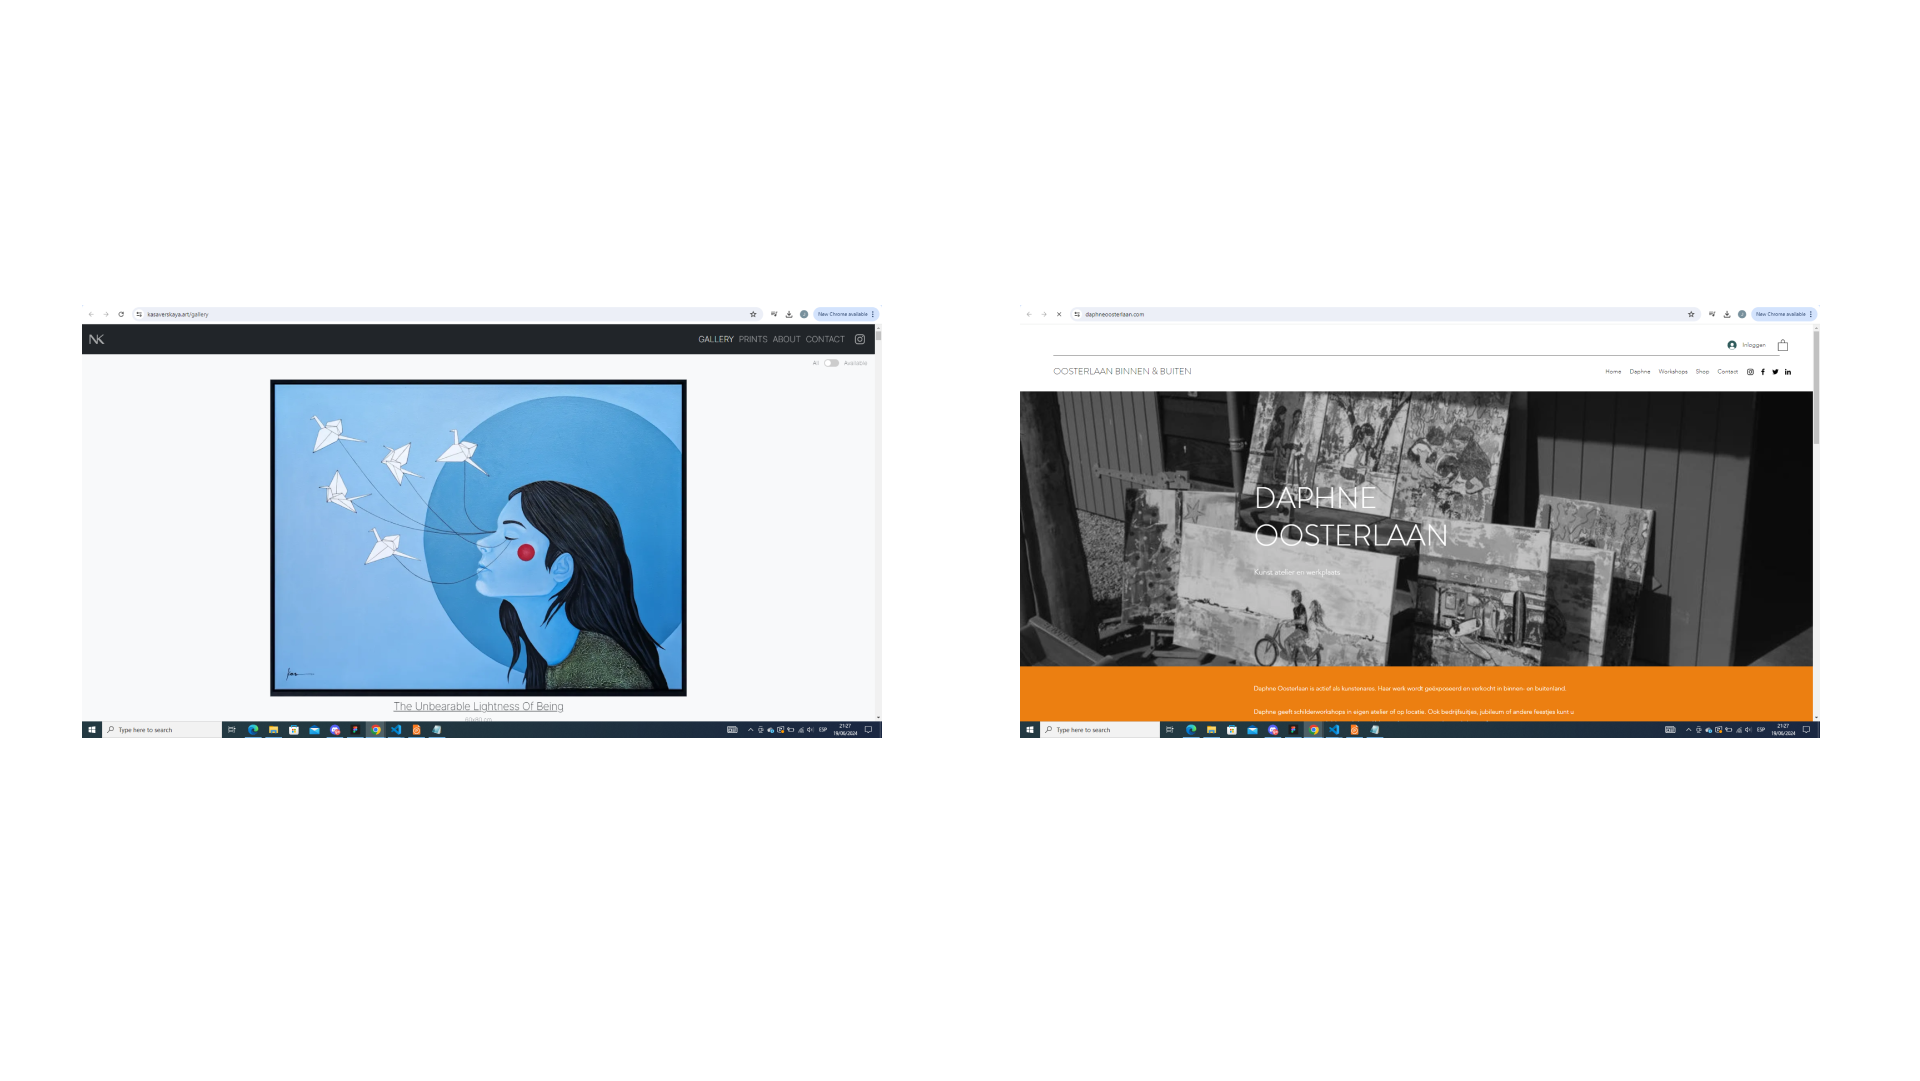 kasaverskaya.art/gallery
New Chrome available
NK
GALLERY PRINTS ABOUT CONTACT
All Available
The Unbearable Lightness Of Being
60x80 cm
Type here to search
ESP
21:27
19/06/2024
daphneoosterlaan.com
New Chrome available
Inloggen
OOSTERLAAN BINNEN & BUITEN
Home Daphne Workshops Shop Contact
DAPHNE
OOSTERLAAN
Kunst atelier en werkplaats
Daphne Oosterlaan is actief als kunstenares. Haar werk wordt geëxposeerd en verkocht in binnen- en buitenland.
Daphne geeft schilderworkshops in eigen atelier of op locatie. Ook bedrijfsuitjes, jubileum of andere feestjes kunt u
Type here to search
ESP
21:27
19/06/2024